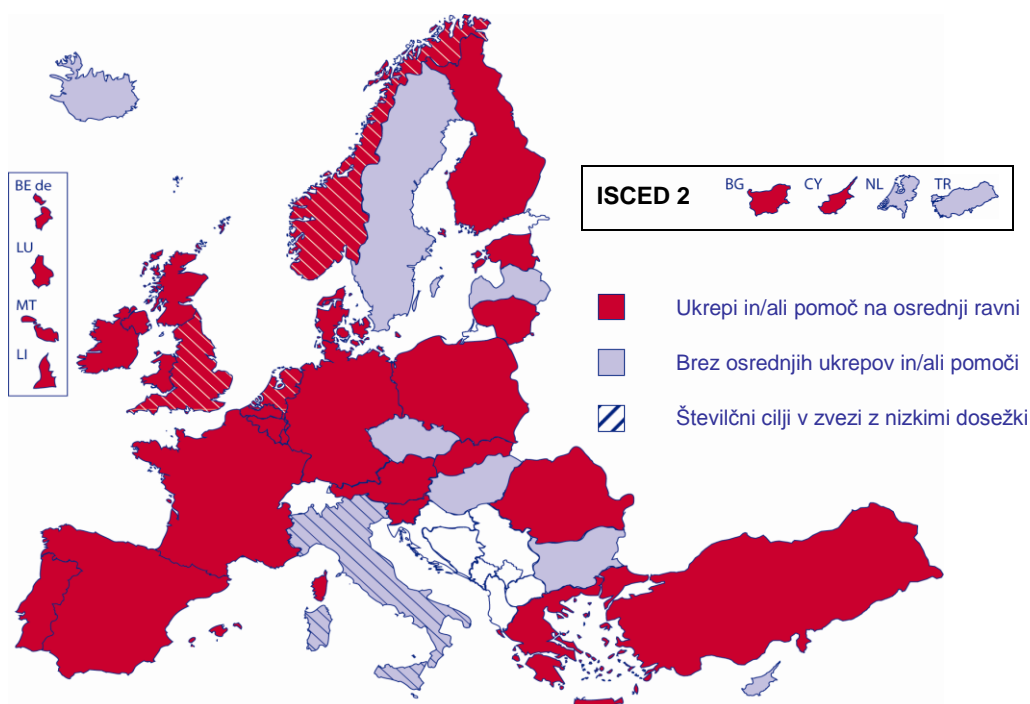 BE de
LU
MT
LI
ISCED 2 BG CY NL TR
Ukrepi in/ali pomoč na osrednji ravni
Brez osrednjih ukrepov in/ali pomoči
Številčni cilji v zvezi z nizkimi dosežki